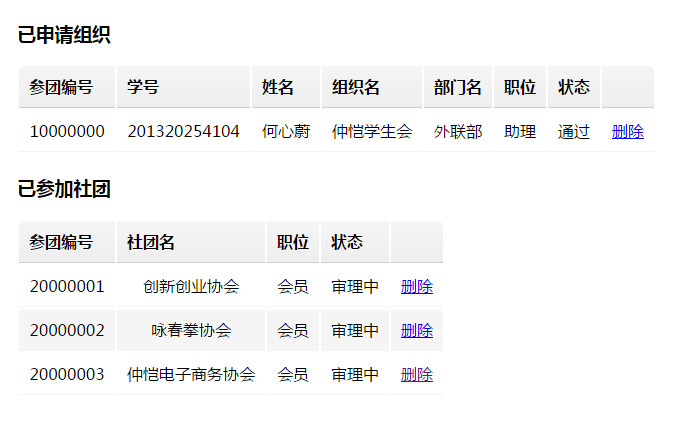 已申请组织
参团编号 学号 姓名 组织名 部门名 职位 状态
10000000 201320254104 何心蔚 仲恺学生会 外联部 助理 通过 删除
已参加社团
参团编号 社团名 职位 状态
20000001 创新创业协会 会员 审理中 删除
20000002 咏春拳协会 会员 审理中 删除
20000003 仲恺电子商务协会 会员 审理中 删除